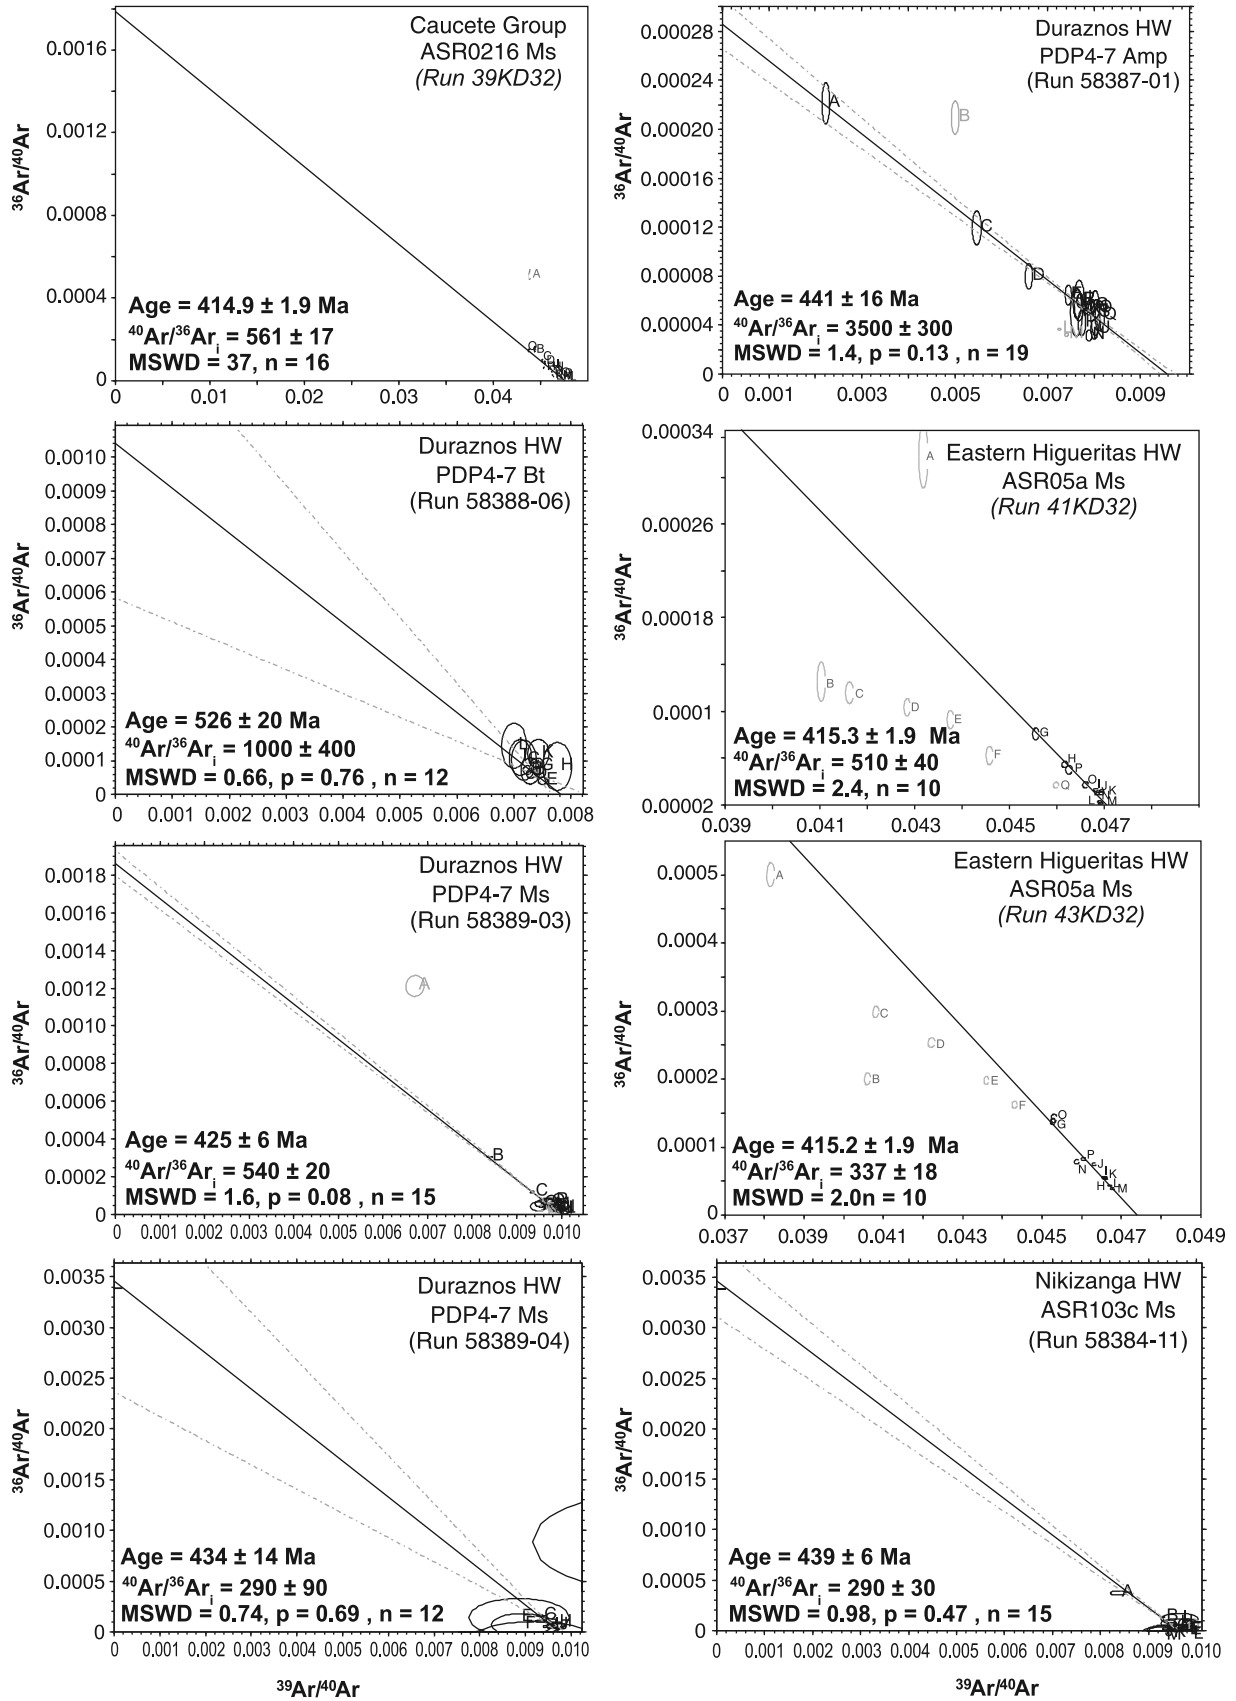 Caucete Group
ASR0216 Ms
(Run 39KD32)
36Ar/40Ar
0.0016
0.0012
0.0008
0.0004
0
A
Age = 414.9 ± 1.9 Ma
40Ar/36Ar i = 561 ± 17
MSWD = 37, n = 16
0 0.01 0.02 0.03 0.04
Duraznos HW
PDP4-7 Amp
(Run 58387-01)
36Ar/40Ar
0.00028
0.00020
0.00016
0.00012
0.00008
0.00004
0
A
B
C
D
Age = 441 ± 16 Ma
40Ar/36Ar i = 3500 ± 300
MSWD = 1.4, p = 0.13 , n = 19
0 0.001 0.003 0.005 0.007 0.009
Duraznos HW
PDP4-7 Bt
(Run 58388-06)
36Ar/40Ar
0.0010
0.0009
0.0008
0.0007
0.0006
0.0005
0.0004
0.0003
0.0002
0.0001
0
Age = 526 ± 20 Ma
40Ar/36Ar i = 1000 ± 400
MSWD = 0.66, p = 0.76 , n = 12
0 0.001 0.002 0.003 0.004 0.005 0.006 0.007 0.008
Eastern Higueritas HW
ASR05a Ms
(Run 41KD32)
36Ar/40Ar
0.00034
0.00026
0.00018
0.0001
0.00002
A
B
C
D
E
F
G
H
P
Q
O
Age = 415.3 ± 1.9 Ma
40Ar/36Ar i = 510 ± 40
MSWD = 2.4, n = 10
0.039 0.041 0.043 0.045 0.047
Duraznos HW
PDP4-7 Ms
(Run 58389-03)
36Ar/40Ar
0.0018
0.0016
0.0014
0.0012
0.0010
0.0008
0.0006
0.0004
0.0002
0
A
B
C
Age = 425 ± 6 Ma
40Ar/36Ar i = 540 ± 20
MSWD = 1.6, p = 0.08 , n = 15
0 0.001 0.002 0.003 0.004 0.005 0.006 0.007 0.008 0.009 0.010
Eastern Higueritas HW
ASR05a Ms
(Run 43KD32)
36Ar/40Ar
0.0005
0.0004
0.0003
0.0002
0.0001
0
A
C
D
B
E
F
O
G
P
N
J
I K
H L M
Age = 415.2 ± 1.9 Ma
40Ar/36Ar i = 337 ± 18
MSWD = 2.0n = 10
0.037 0.039 0.041 0.043 0.045 0.047 0.049
Duraznos HW
PDP4-7 Ms
(Run 58389-04)
36Ar/40Ar
0.0035
0.0030
0.0025
0.0020
0.0015
0.0010
0.0005
0
Age = 434 ± 14 Ma
40Ar/36Ar i = 290 ± 90
MSWD = 0.74, p = 0.69 , n = 12
0 0.001 0.002 0.003 0.004 0.005 0.006 0.007 0.008 0.009 0.010
39Ar/40Ar
Nikizanga HW
ASR103c Ms
(Run 58384-11)
36Ar/40Ar
0.0035
0.0030
0.0025
0.0020
0.0015
0.0010
0.0005
0
A
Age = 439 ± 6 Ma
40Ar/36Ar i = 290 ± 30
MSWD = 0.98, p = 0.47 , n = 15
0 0.001 0.002 0.003 0.004 0.005 0.006 0.007 0.008 0.009 0.010
39Ar/40Ar